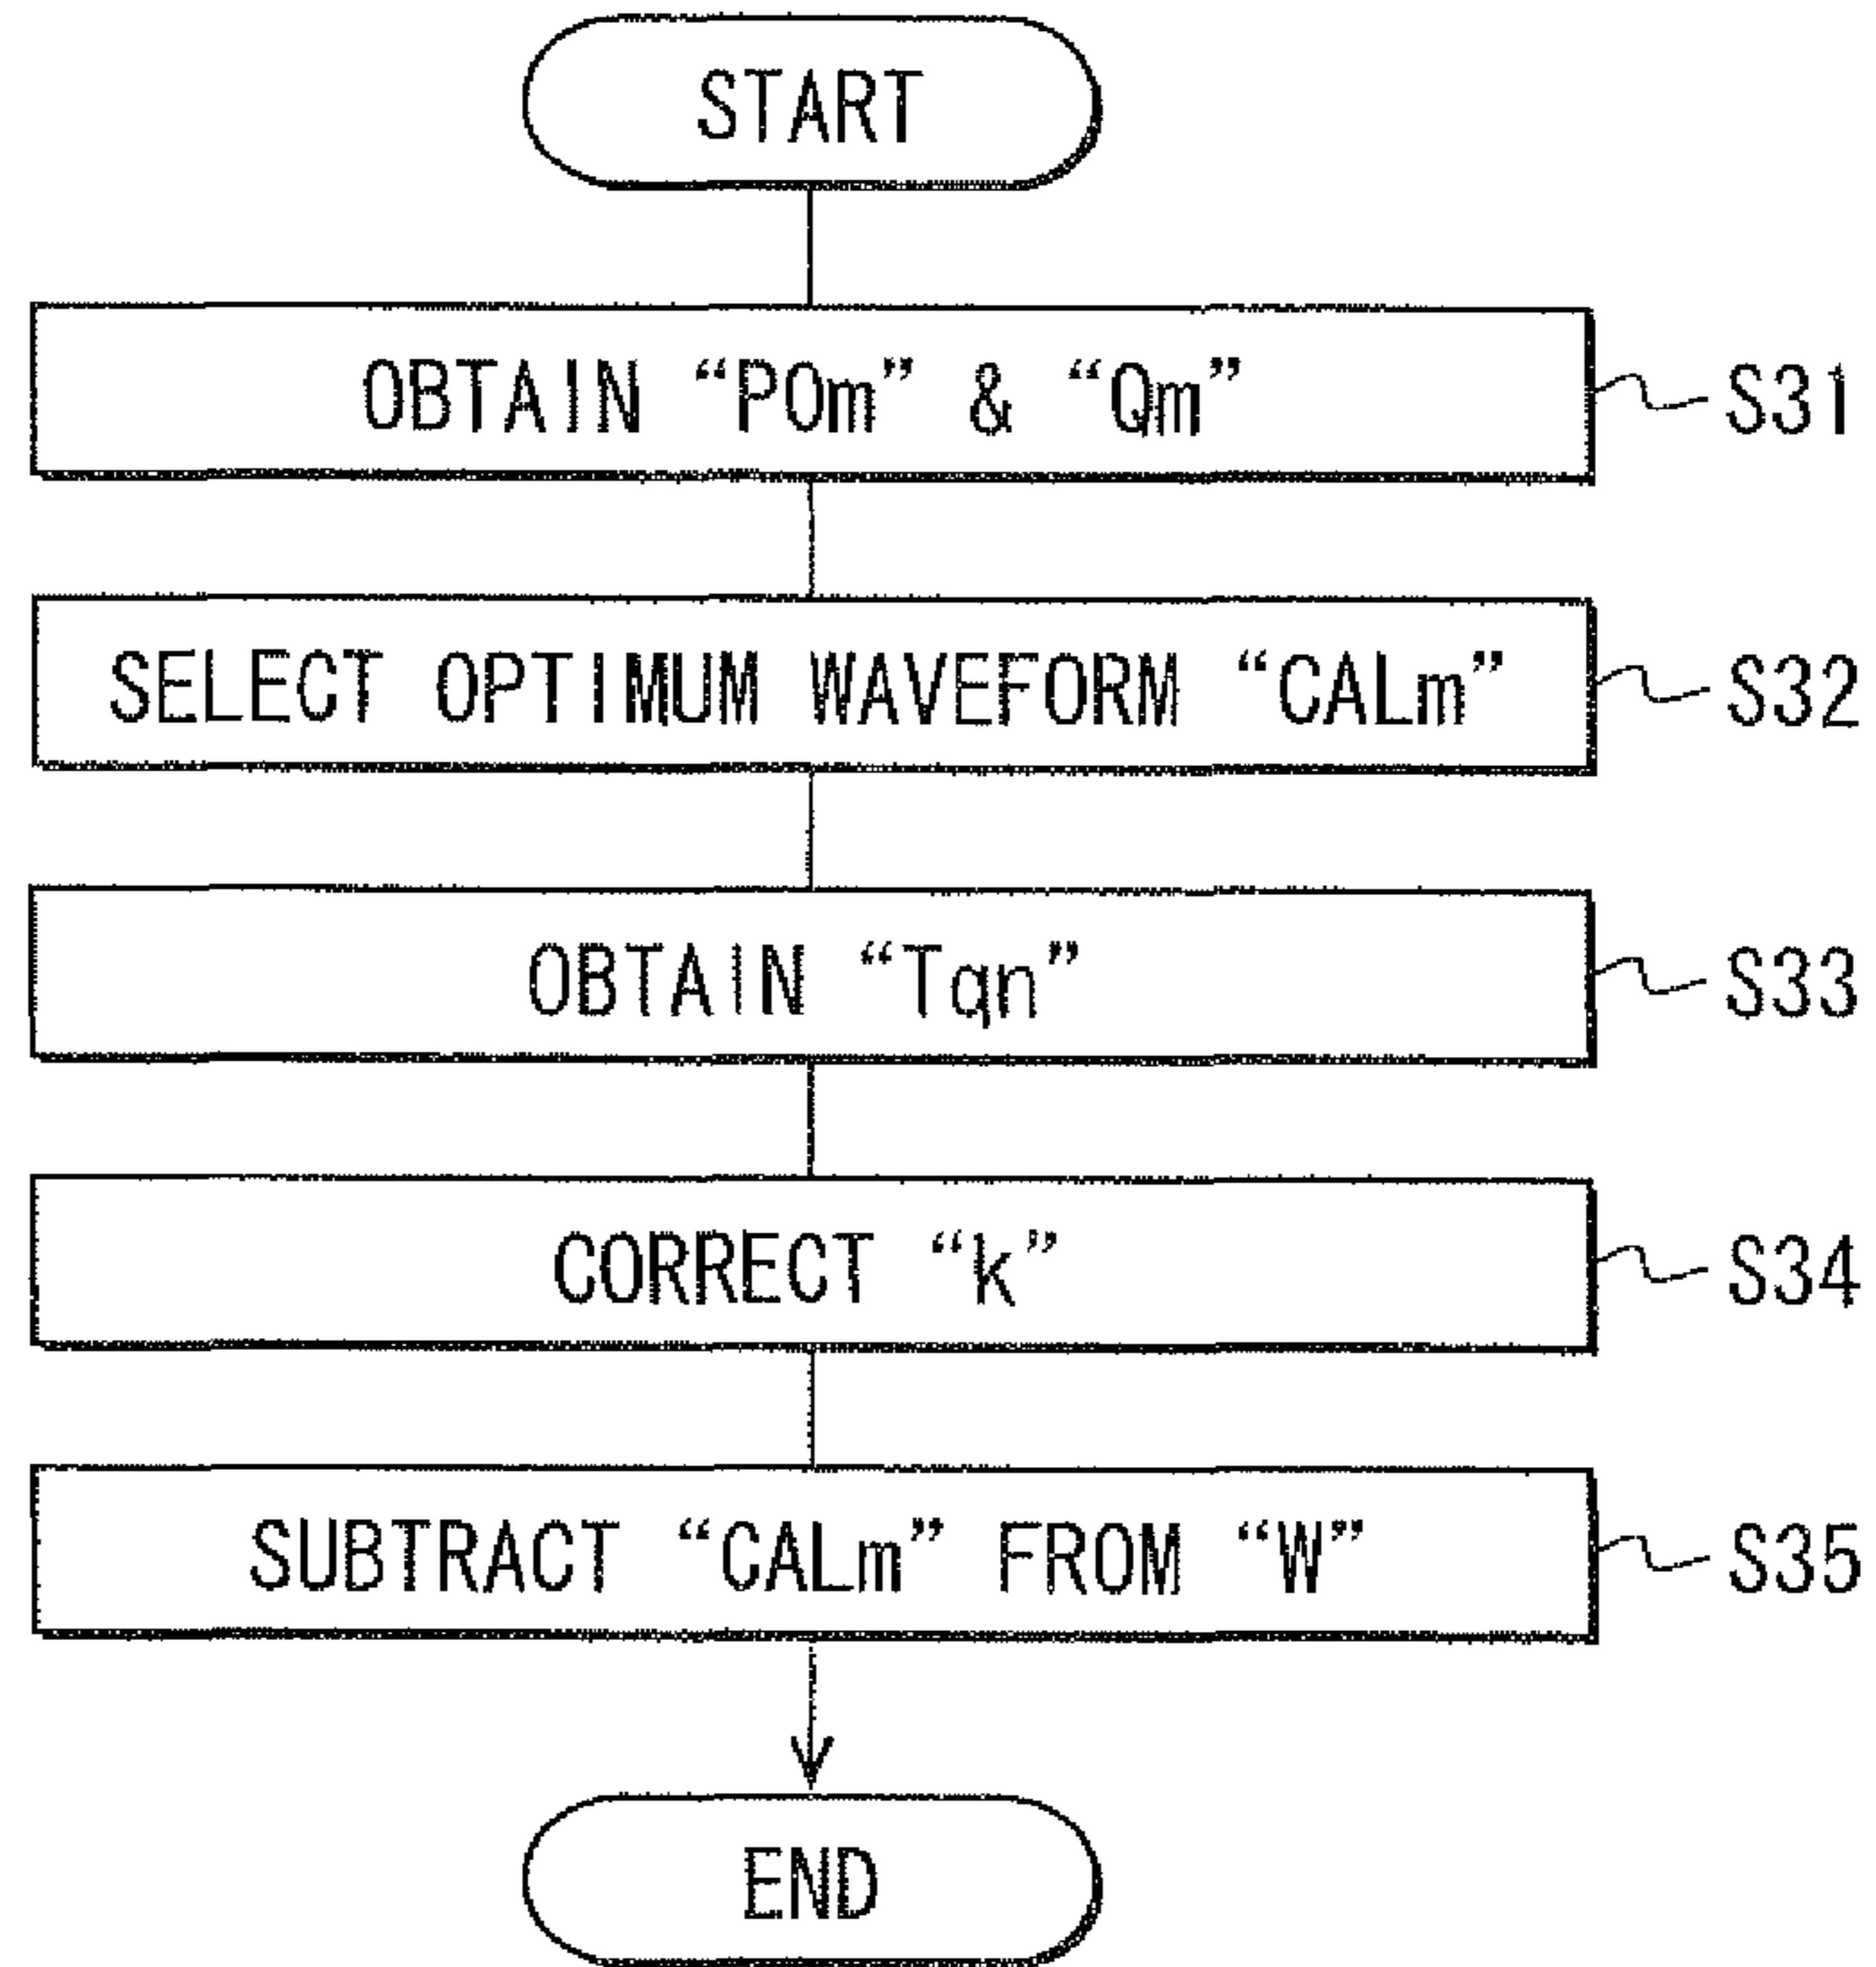 START
OBTAIN “POm” & “Qm” S31
SELECT OPTIMUM WAVEFORM “CALm” S32
OBTAIN “Tqn” S33
CORRECT “k” S34
SUBTRACT “CALm” FROM “W” S35
END